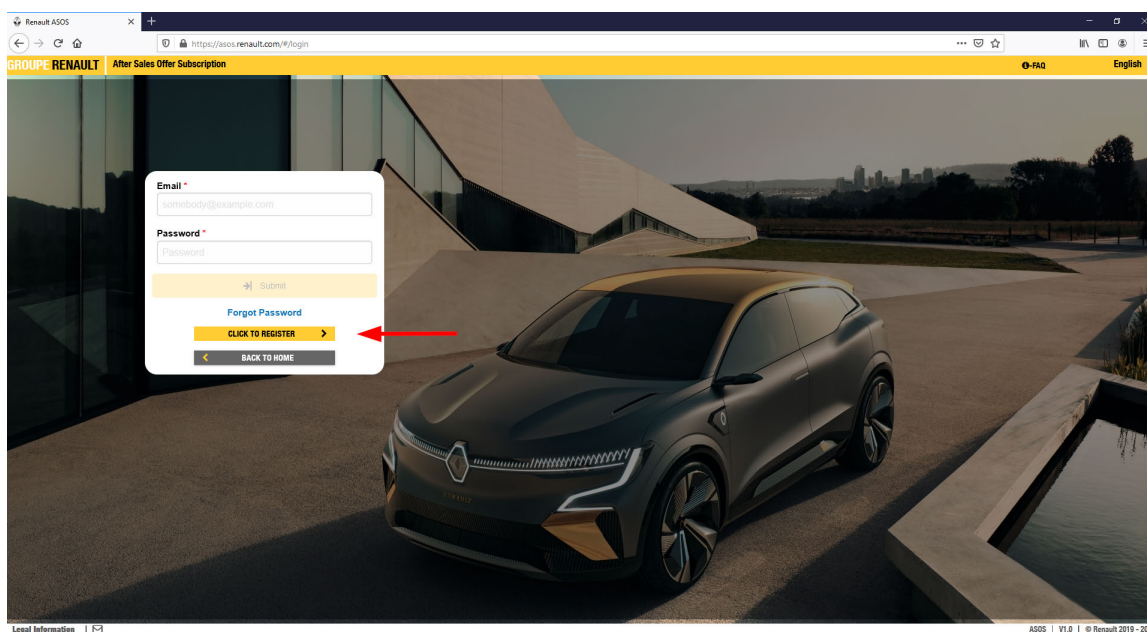 Renault ASOS
https://asos.renault.com/#/login
GROUPE RENAULT After Sales Offer Subscription
-FAQ
English
Email *
somebody@example.com
Password *
Password
Submit
Forgot Password
CLICK TO REGISTER
BACK TO HOME
RENAULT
Legal Information |
ASOS | V1.0 | © Renault 2019 - 20